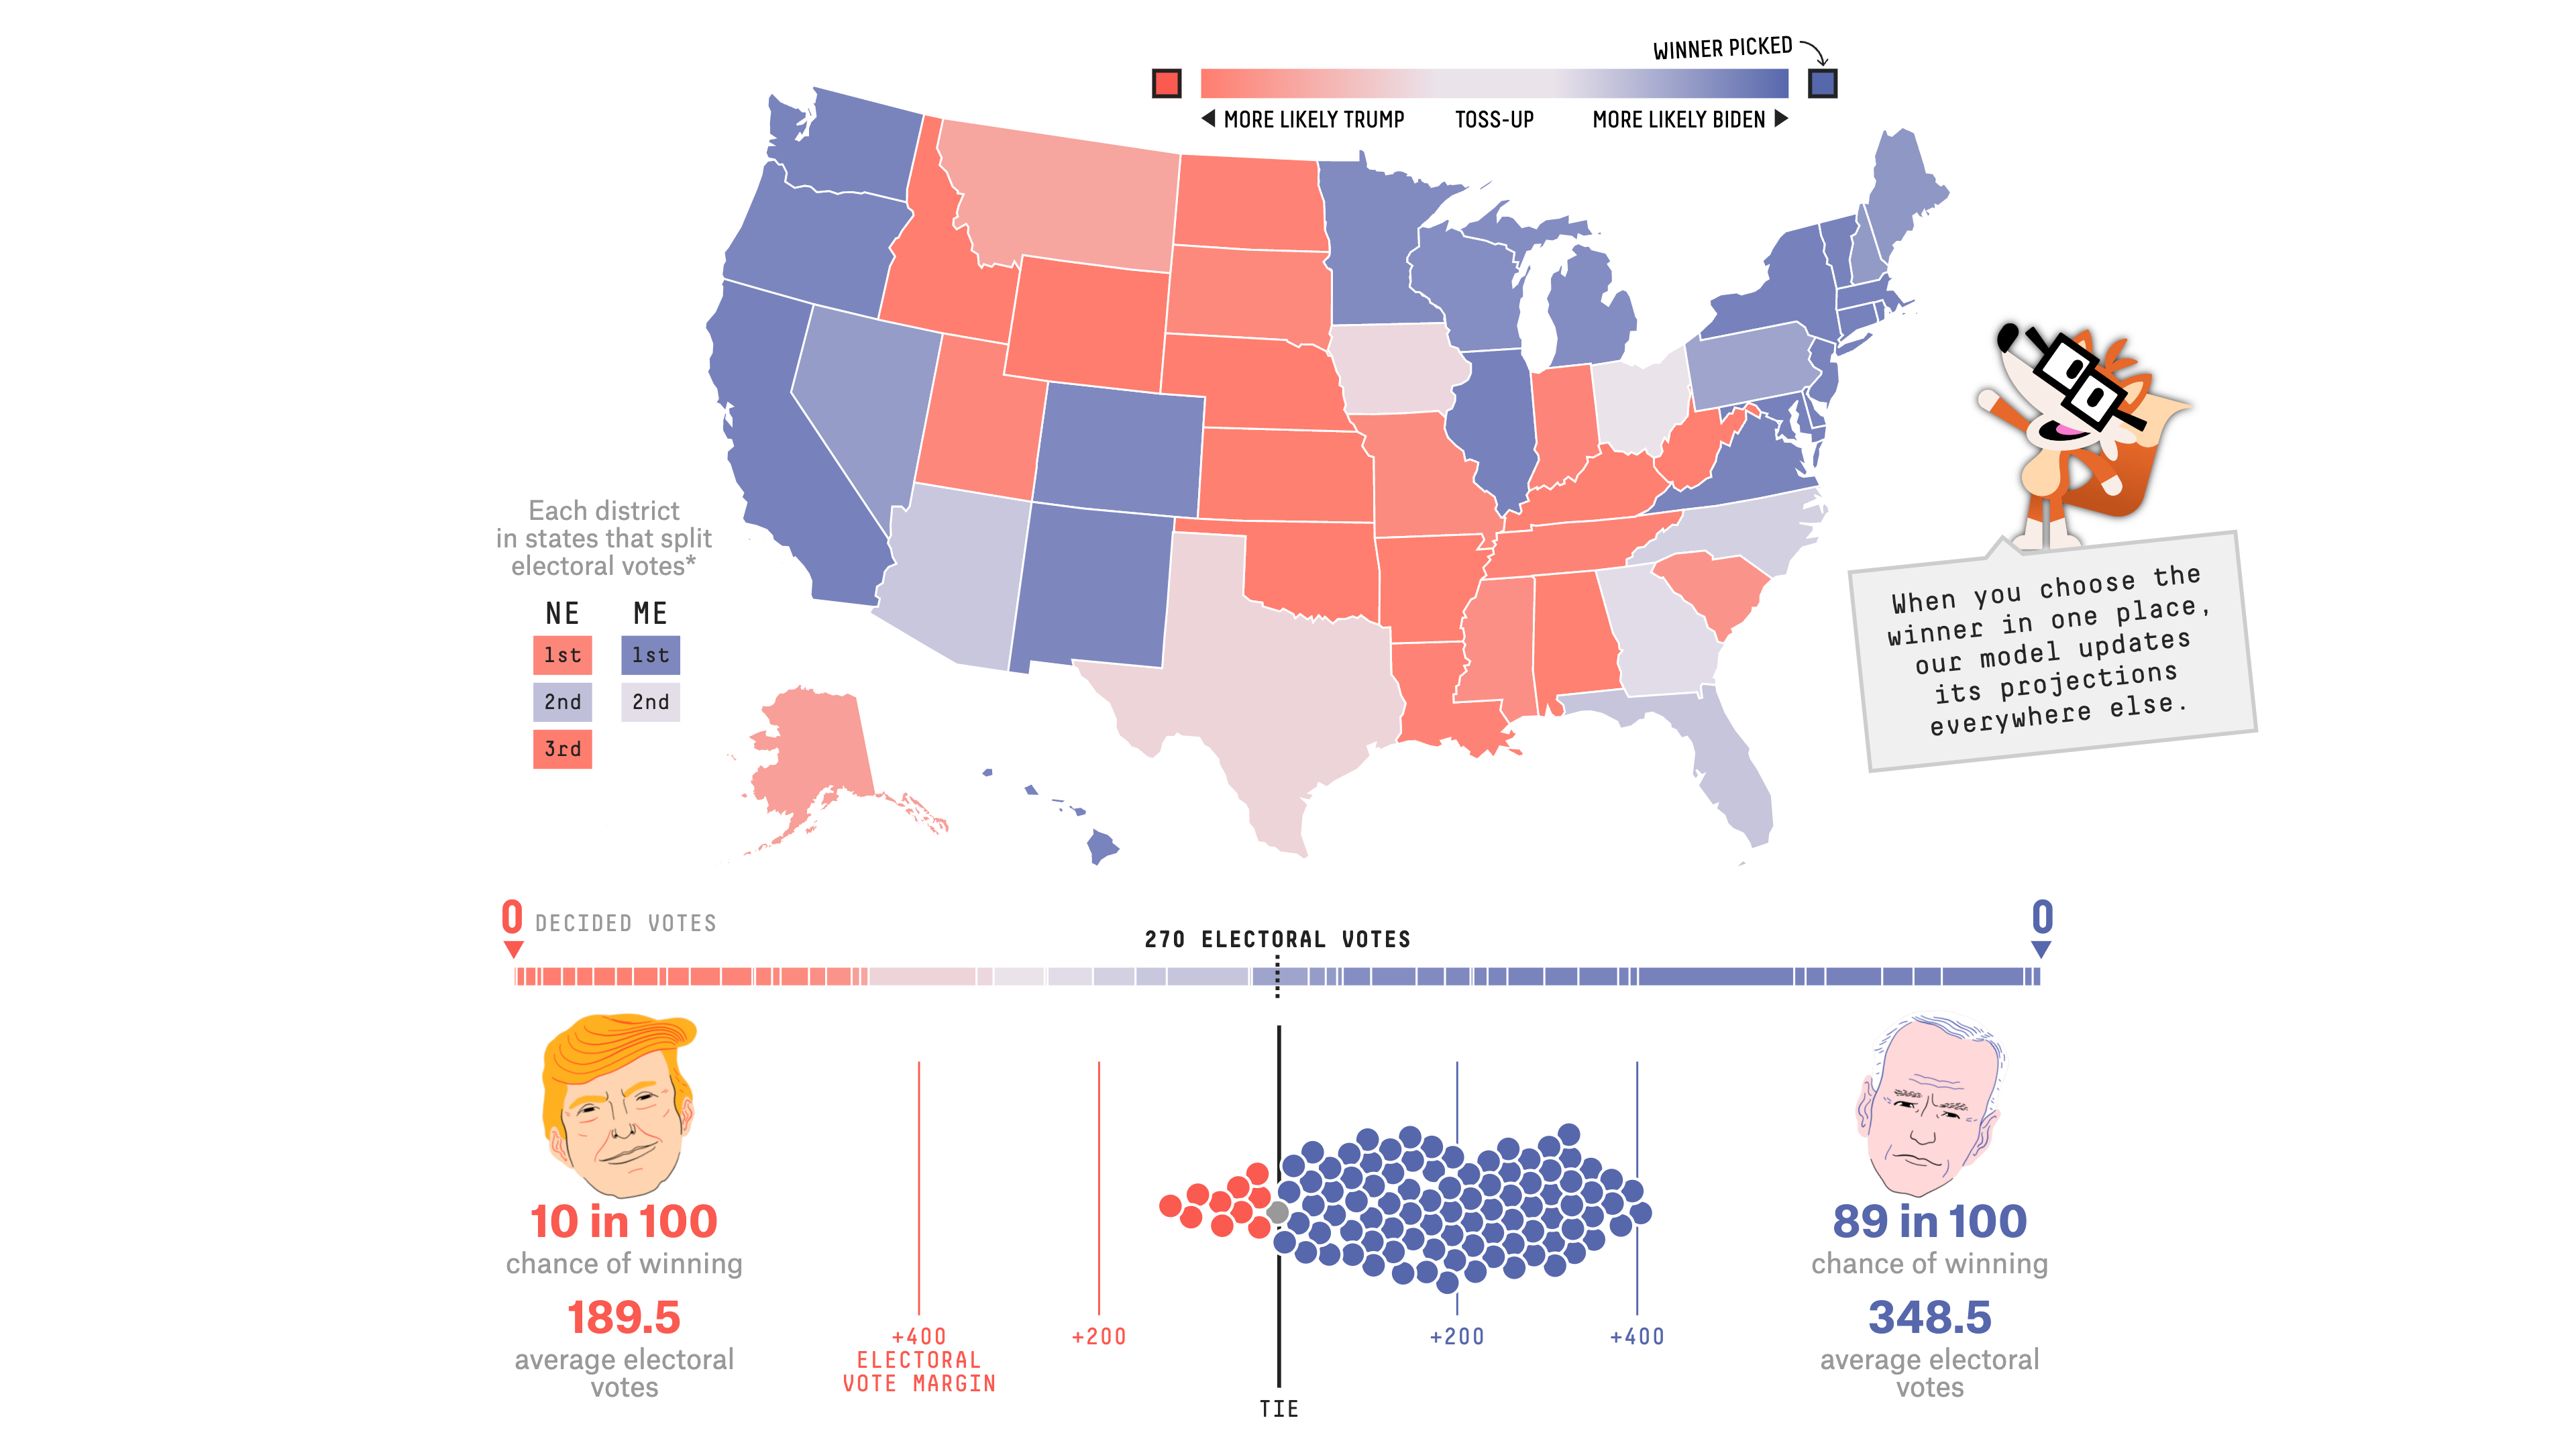 WINNER PICKED
MORE LIKELY TRUMP
TOSS-UP
MORE LIKELY BIDEN
Each district
in states that split
electoral votes*
NE
ME
1st
1st
2nd
2nd
3rd
When you choose the
winner in one place,
our model updates
its projections
everywhere else.
0 DECIDED VOTES
270 ELECTORAL VOTES
0
10 in 100
chance of winning
189.5
average electoral
votes
+400
ELECTORAL
VOTE MARGIN
+200
TIE
+200
+400
89 in 100
chance of winning
348.5
average electoral
votes